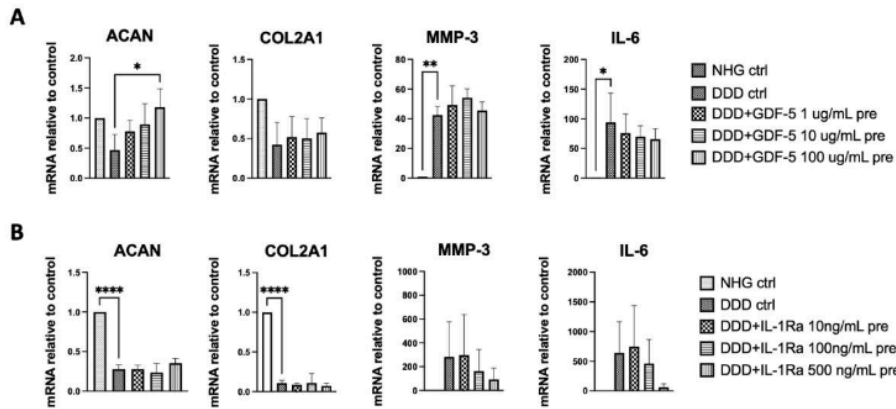 A
ACAN
COL2A1
MMP-3
IL-6
mRNA relative to control
2.0
1.5
1.0
0.5
0.0
*
mRNA relative to control
1.5
1.0
0.5
0.0
mRNA relative to control
80
60
40
20
0
**
mRNA relative to control
200
150
100
50
0
*
NHG ctrl
DDD ctrl
DDD+GDF-5 1 ug/mL pre
DDD+GDF-5 10 ug/mL pre
DDD+GDF-5 100 ug/mL pre
B
ACAN
COL2A1
MMP-3
IL-6
mRNA relative to control
1.5
1.0
0.5
0.0
****
mRNA relative to control
1.5
1.0
0.5
0.0
****
mRNA relative to control
1000
800
600
400
200
0
mRNA relative to control
2000
1500
1000
500
0
NHG ctrl
DDD ctrl
DDD+IL-1Ra 10ng/mL pre
DDD+IL-1Ra 100ng/mL pre
DDD+IL-1Ra 500 ng/mL pre